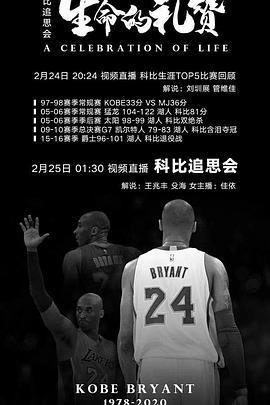 比追思会
生命的礼赞
A CELEBRATION OF LIFE
2月24日 20:24 视频直播 科比生涯TOP5比赛回顾
解说：刘圳展 管维佳
97-98赛季常规赛 KOBE33分 VS MJ36分
05-06赛季常规赛 猛龙 104-122 湖人 科比81分
05-06赛季季后赛 太阳 98-99 湖人 科比双绝杀
09-10赛季总决赛G7 凯尔特人 79-83 湖人 科比含泪夺冠
15-16赛季 爵士96-101 湖人 科比退役战
2月25日 01:30 视频直播 科比追思会
解说：王兆丰 殳海 女主播：佳依
BRYANT
24
KOBE BRYANT
1978-2020